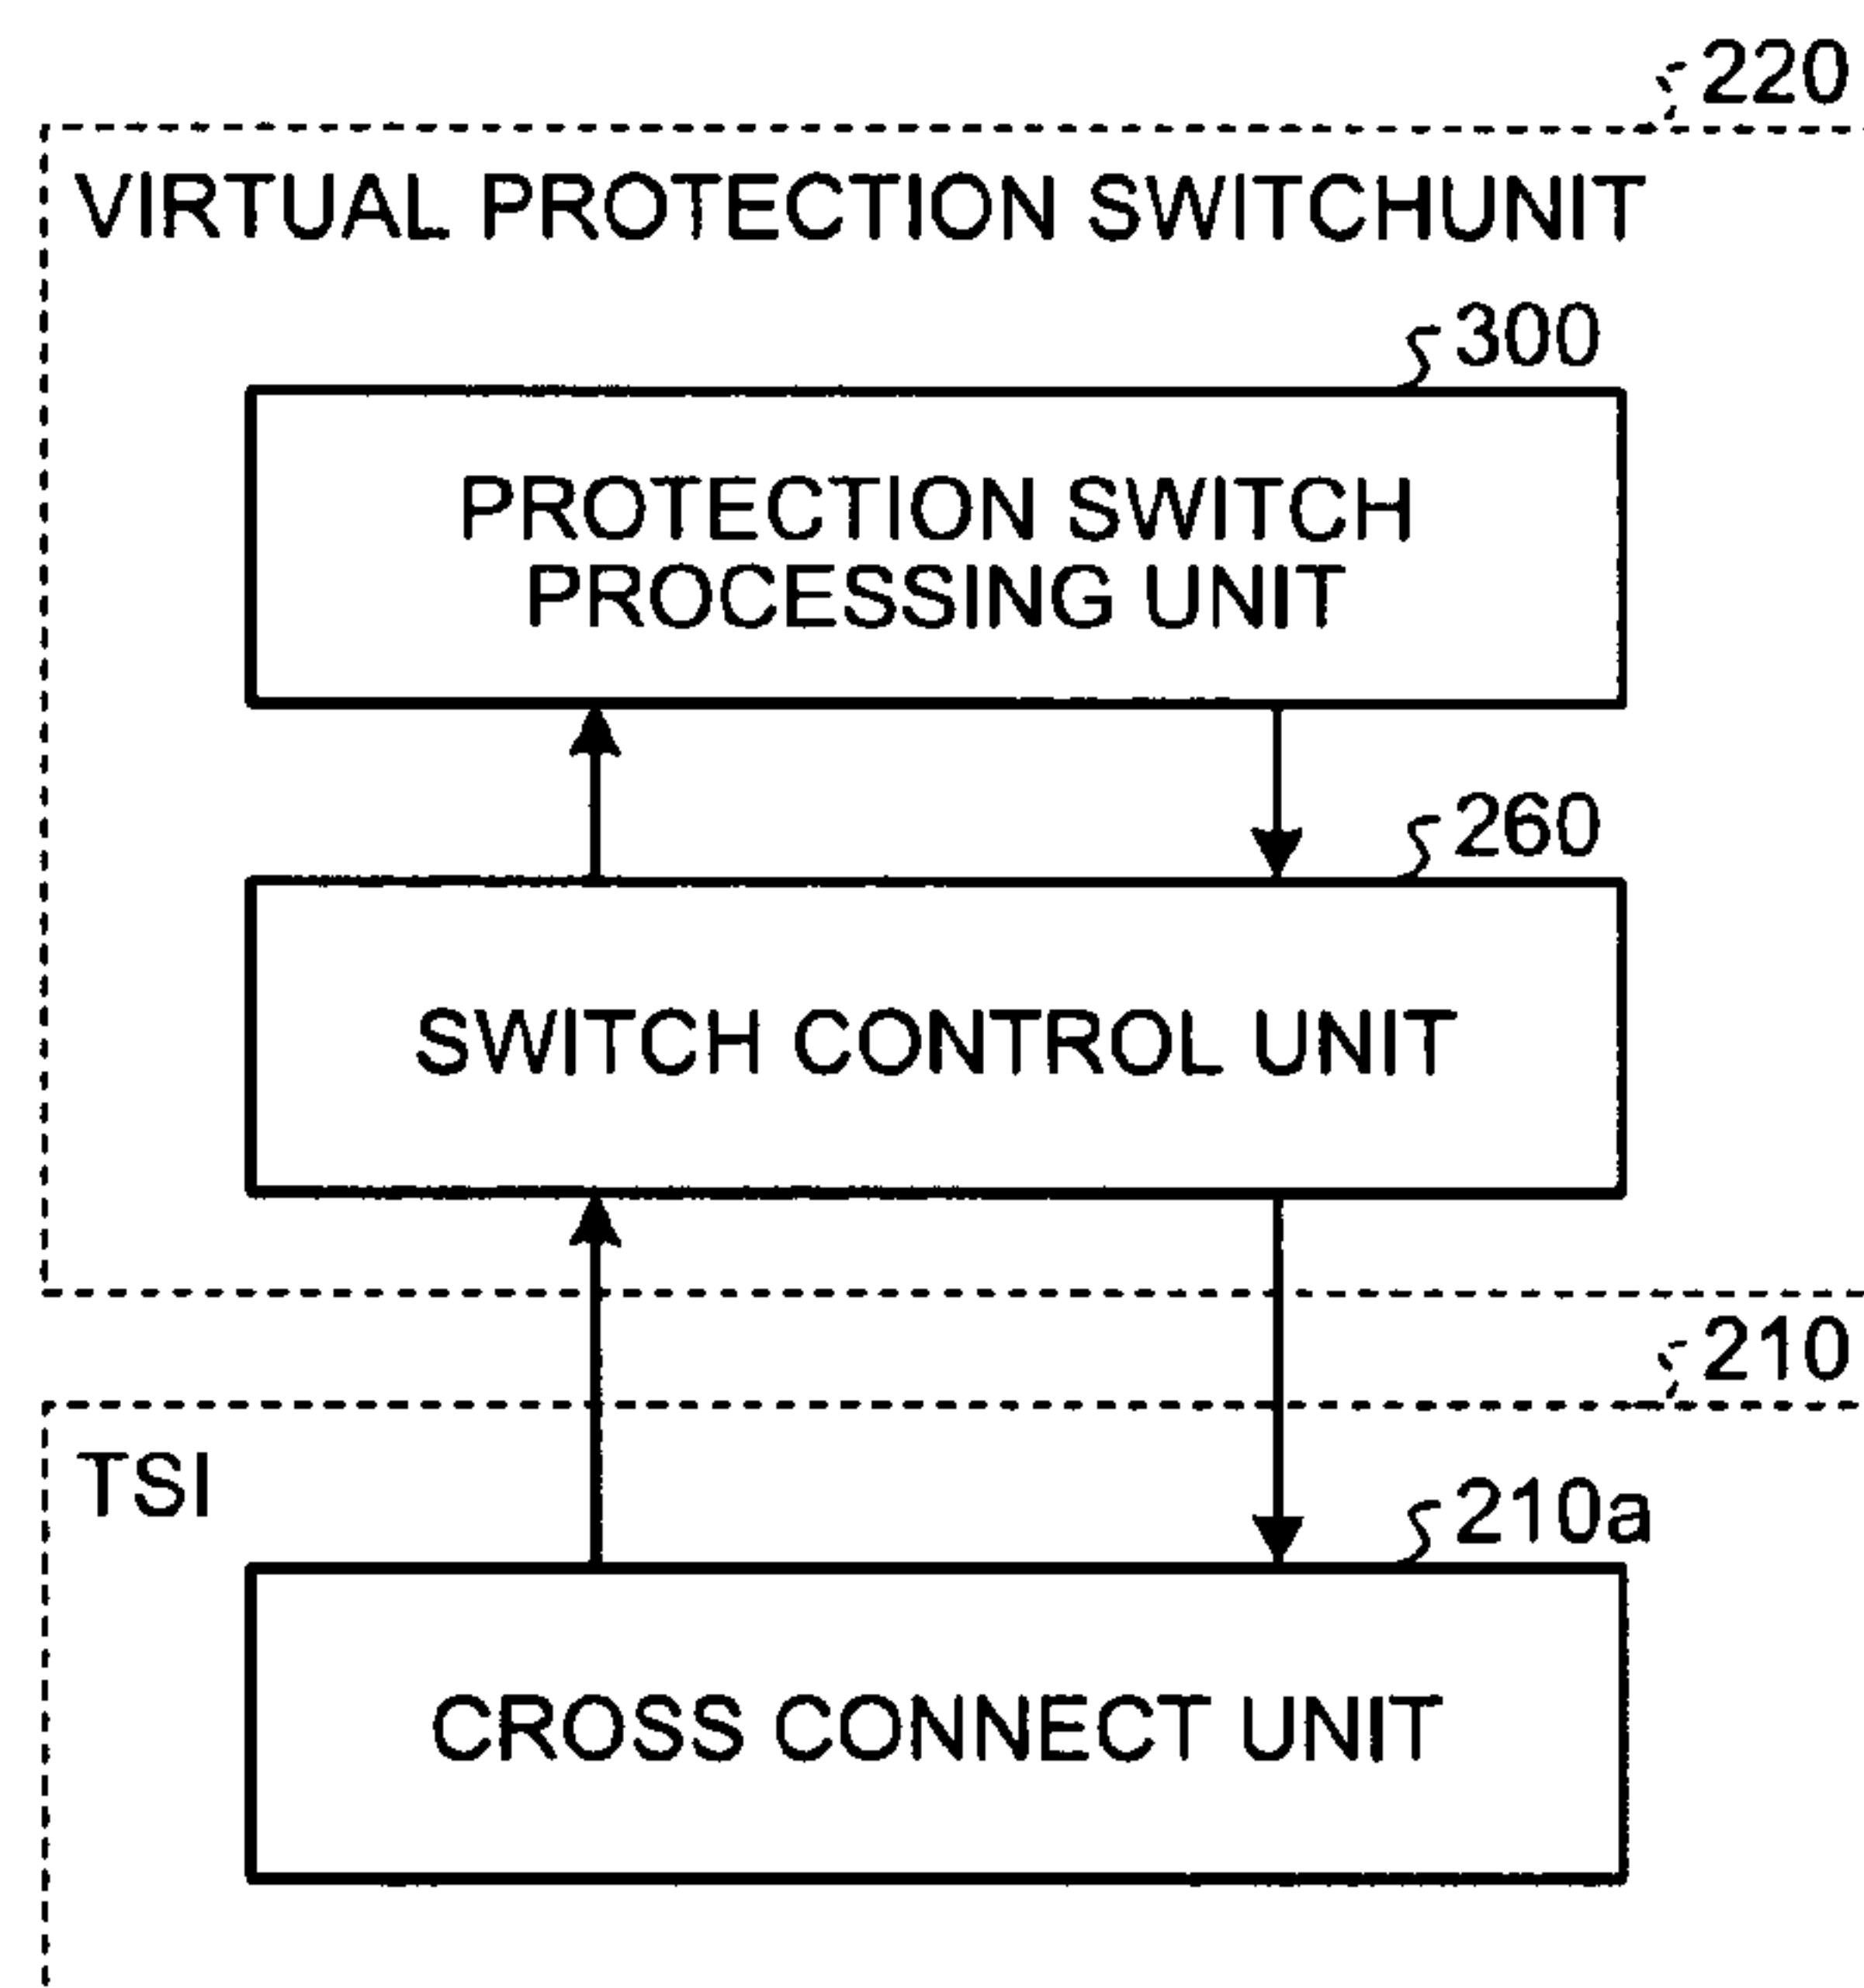 220
VIRTUAL PROTECTION SWITCHUNIT
300
PROTECTION SWITCH
PROCESSING UNIT
260
SWITCH CONTROL UNIT
210
TSI
210a
CROSS CONNECT UNIT